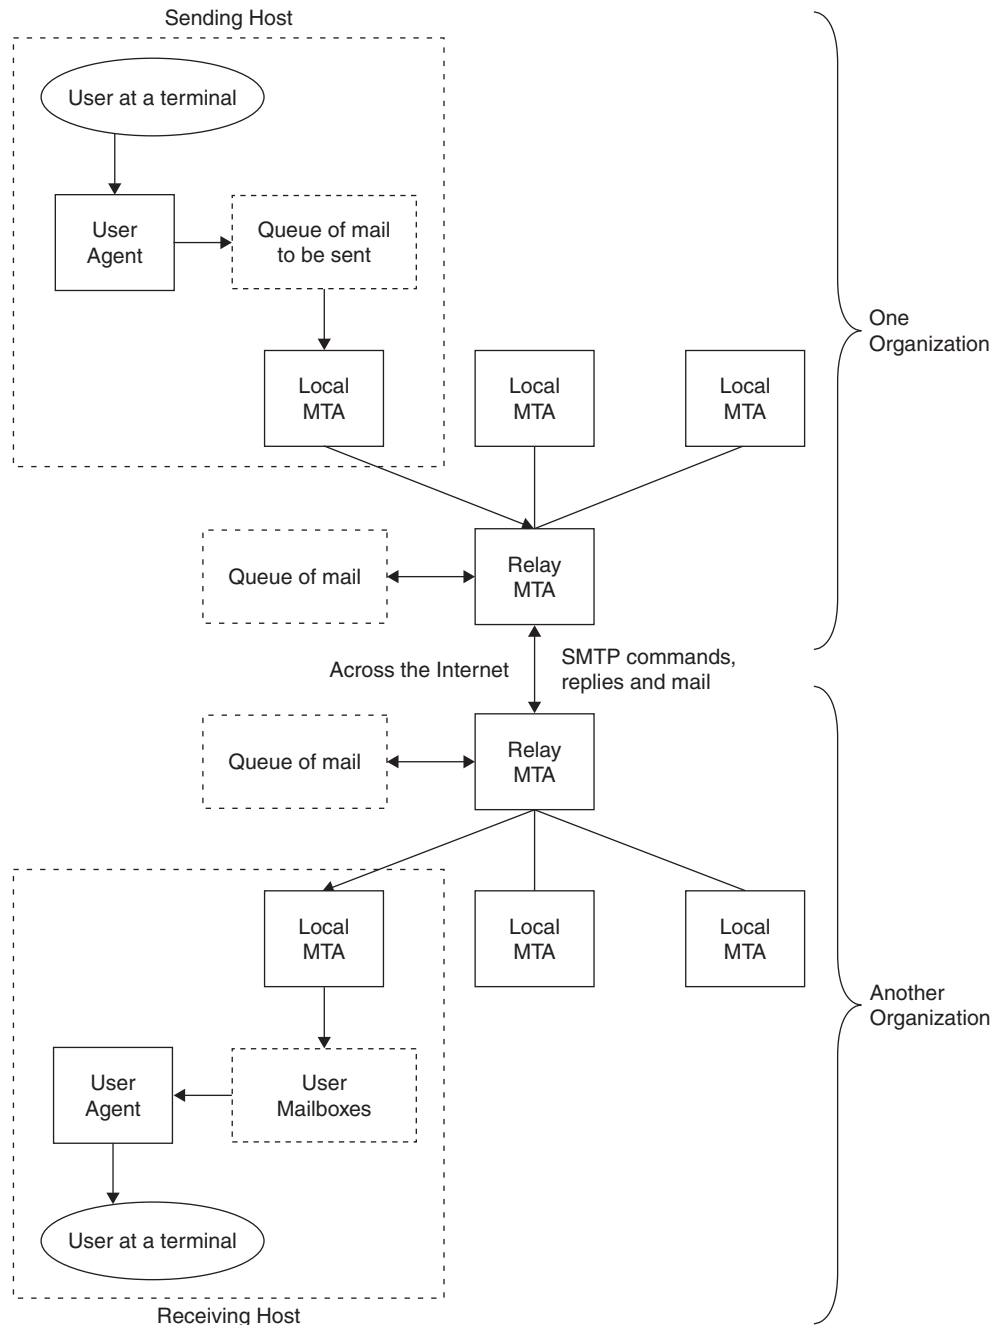 Sending Host
User at a terminal
User
Agent
Queue of mail
to be sent
One
Organization
Local
MTA
Local
MTA
Local
MTA
Queue of mail
Relay
MTA
Across the Internet
SMTP commands,
replies and mail
Queue of mail
Relay
MTA
Local
MTA
Local
MTA
Local
MTA
Another
Organization
User
Agent
User
Mailboxes
User at a terminal
Receiving Host